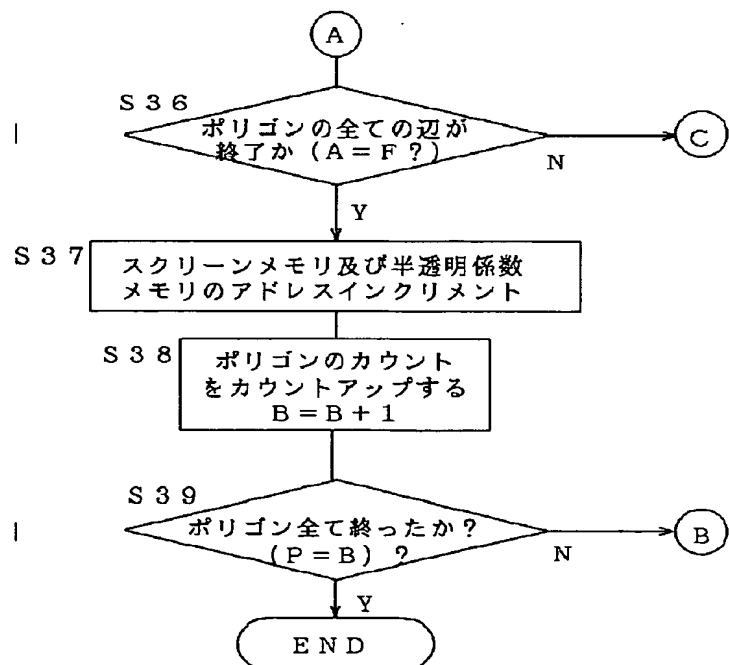 A
S36
ポリゴンの全ての辺が
終了か (A=F?)
C
N
Y
S37
スクリーンメモリ及び半透明係数
メモリのアドレスインクリメント
S38
ポリゴンのカウント
をカウントアップする
B=B+1
S39
ポリゴン全て終ったか?
(P=B) ?
B
N
Y
END